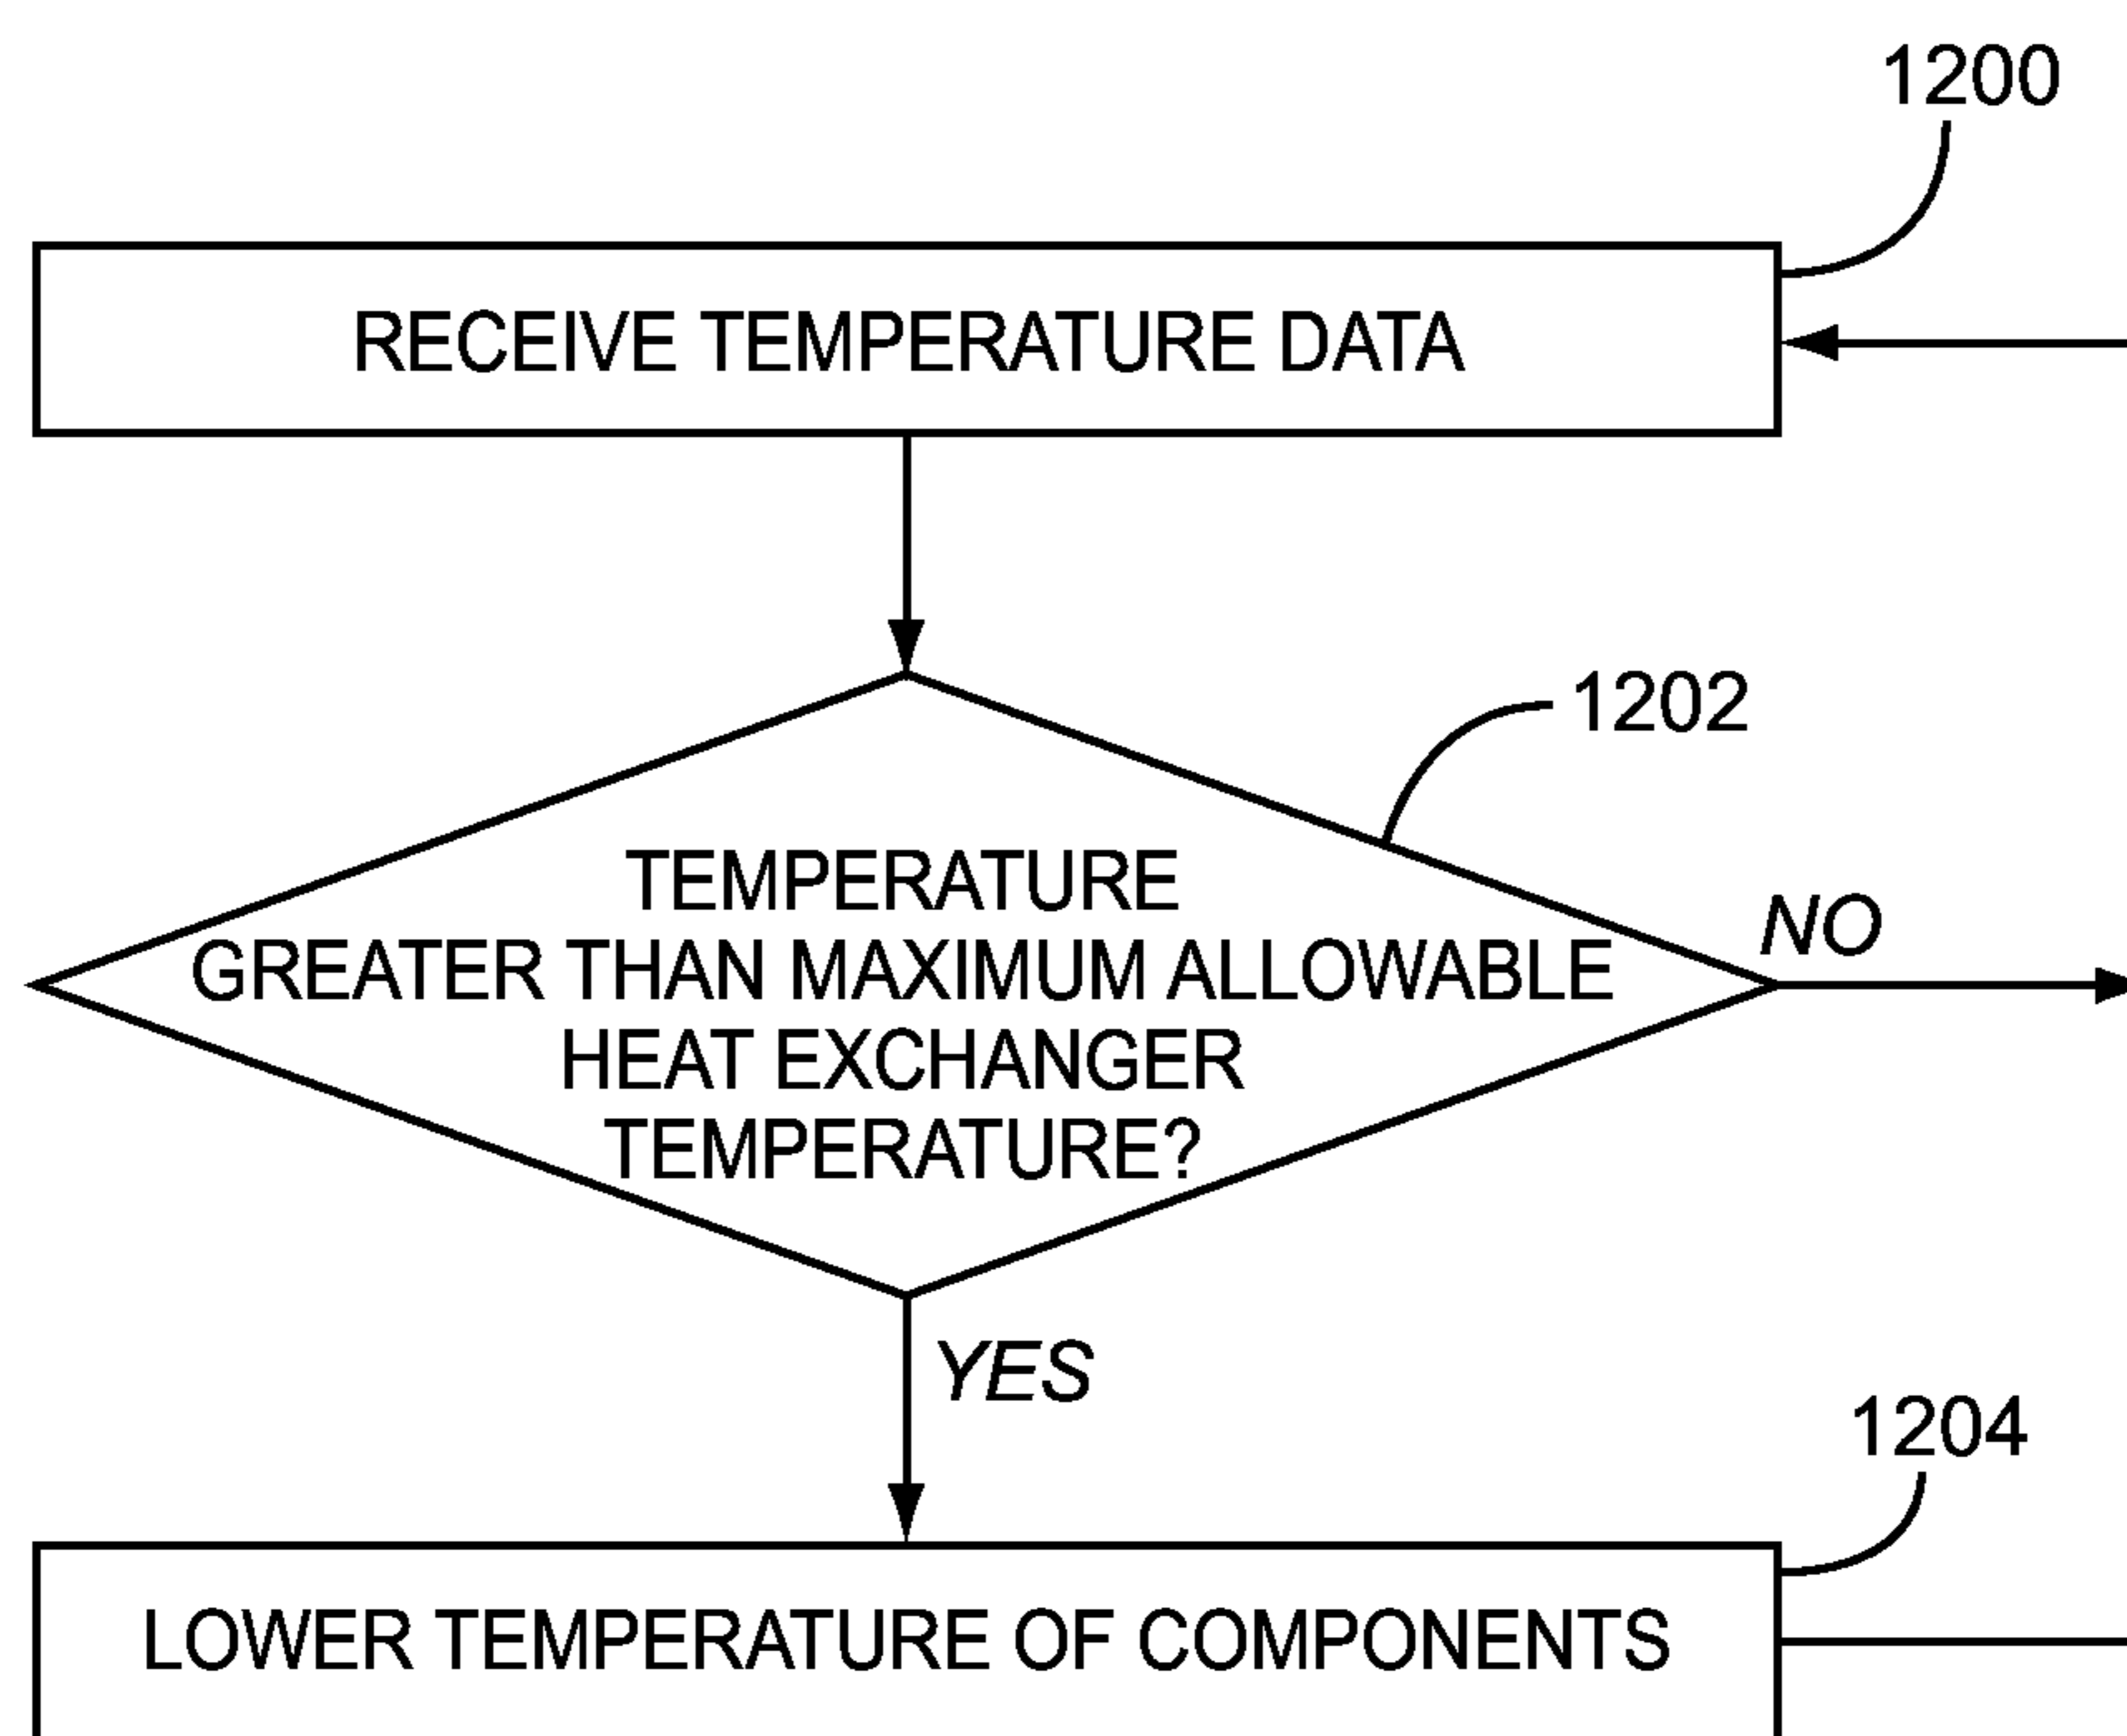 1200
RECEIVE TEMPERATURE DATA
1202
TEMPERATURE
GREATER THAN MAXIMUM ALLOWABLE
HEAT EXCHANGER
TEMPERATURE?
NO
YES
1204
LOWER TEMPERATURE OF COMPONENTS